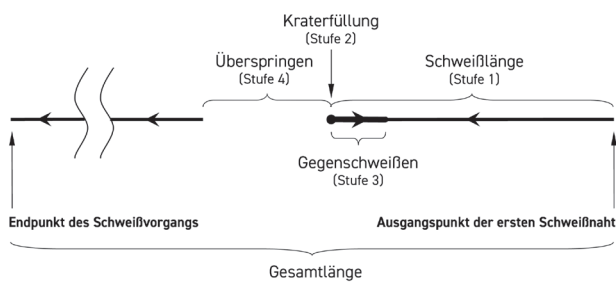 Kraterfüllung
(Stufe 2)
Überspringen
(Stufe 4)
Schweißlänge
(Stufe 1)
Gegenschweißen
(Stufe 3)
Endpunkt des Schweißvorgangs
Ausgangspunkt der ersten Schweißnaht
Gesamtlänge